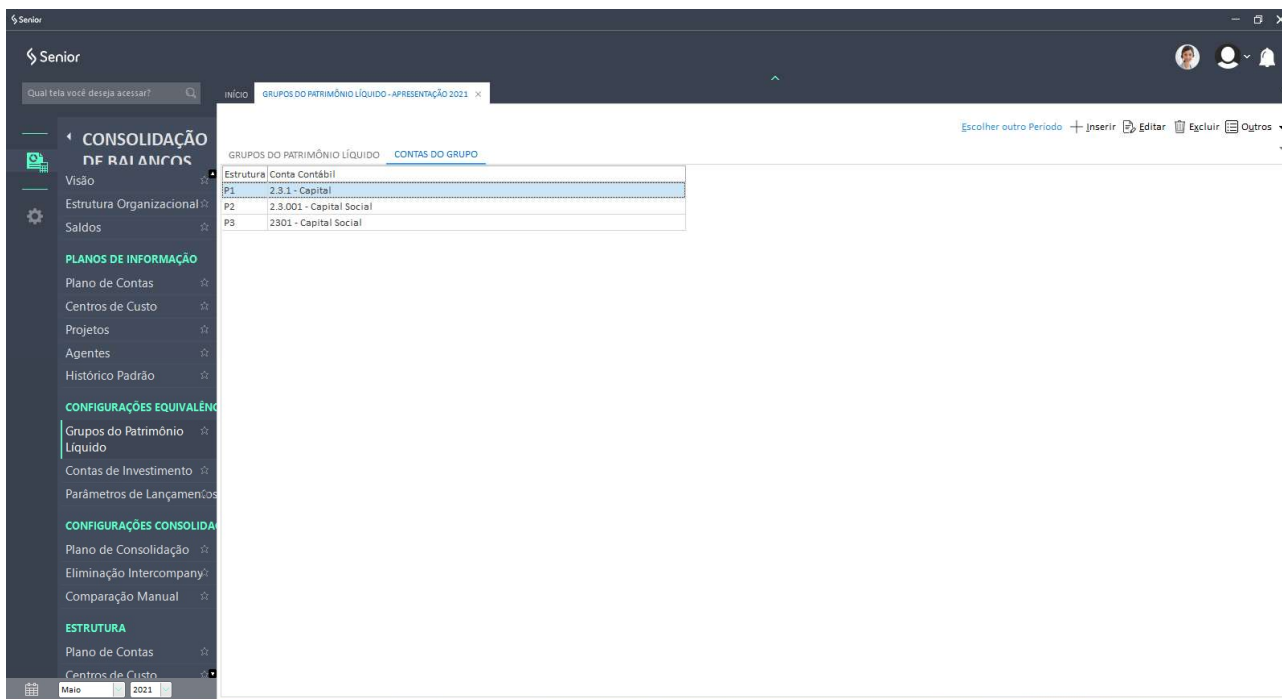 Senior
Senior
Qual tela você deseja acessar?
INÍCIO
GRUPOS DO PATRIMÔNIO LÍQUIDO - APRESENTAÇÃO 2021 ×
Escolher outro Periodo Inserir Editar Excluir Outros
CONSOLIDAÇÃO
DE BALANÇOS
GRUPOS DO PATRIMÔNIO LÍQUIDO CONTAS DO GRUPO
Estrutura Conta Contábil
P1 2.3.1 - Capital
P2 2.3.001 - Capital Social
P3 2301 - Capital Social
Visão
Estrutura Organizacional
Saldos
PLANOS DE INFORMAÇÃO
Plano de Contas
Centros de Custo
Projetos
Agentes
Histórico Padrão
CONFIGURAÇÕES EQUIVALÊNC
Grupos do Patrimônio
Líquido
Contas de Investimento
Parâmetros de Lançamentos
CONFIGURAÇÕES CONSOLIDA
Plano de Consolidação
Eliminação Intercompany
Comparação Manual
ESTRUTURA
Plano de Contas
Centros de Custo
Maio 2021